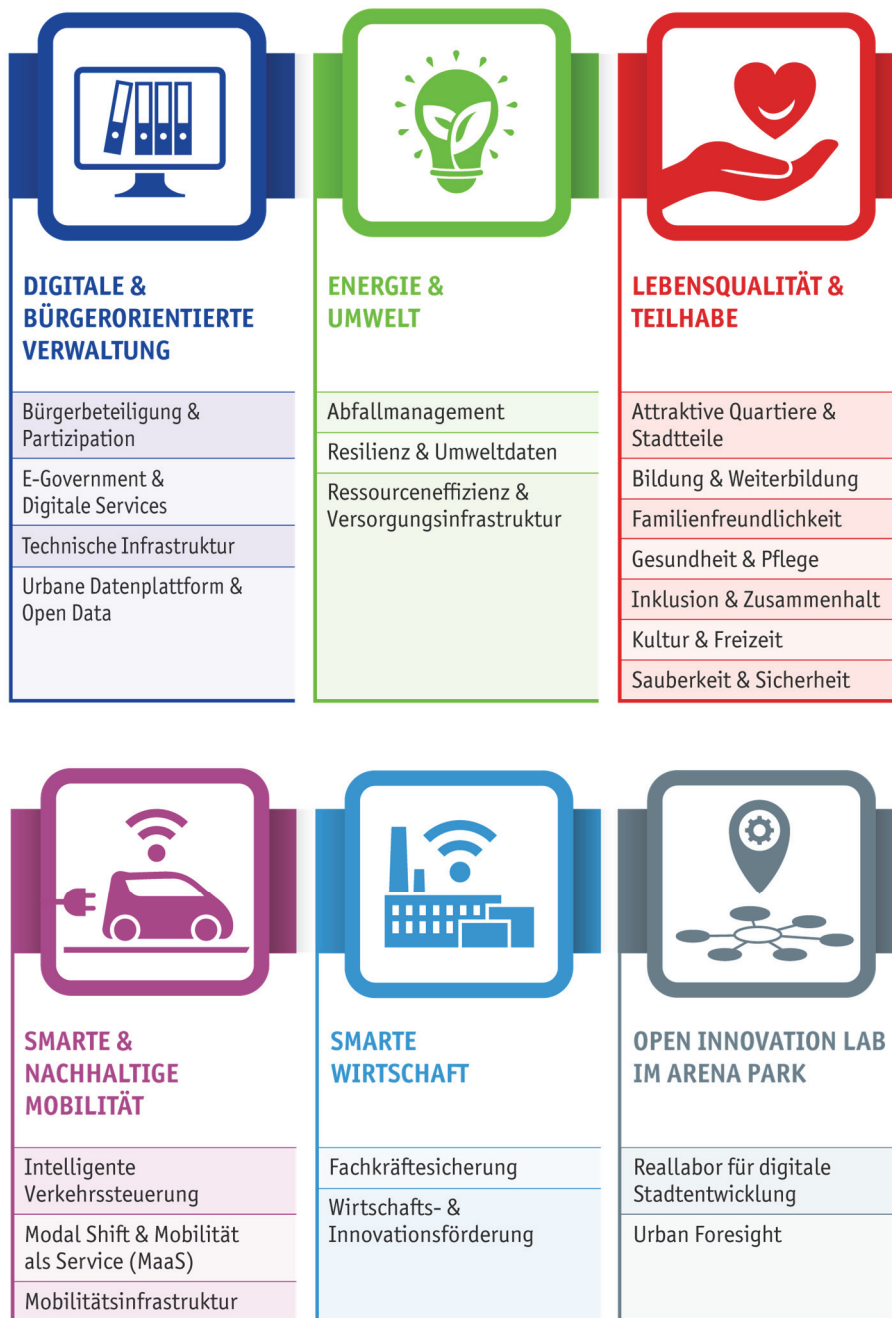 DIGITALE &
BÜRGERORIENTIERTE
VERWALTUNG
Bürgerbeteiligung &
Partizipation
E-Government &
Digitale Services
Technische Infrastruktur
Urbane Datenplattform &
Open Data
ENERGIE &
UMWELT
Abfallmanagement
Resilienz & Umweltdaten
Ressourceneffizienz &
Versorgungsinfrastruktur
LEBENSQUALITÄT &
TEILHABE
Attraktive Quartiere &
Stadtteile
Bildung & Weiterbildung
Familienfreundlichkeit
Gesundheit & Pflege
Inklusion & Zusammenhalt
Kultur & Freizeit
Sauberkeit & Sicherheit
SMARTE &
NACHHALTIGE
MOBILITÄT
Intelligente
Verkehrssteuerung
Modal Shift & Mobilität
als Service (MaaS)
Mobilitätsinfrastruktur
SMARTE
WIRTSCHAFT
Fachkräftesicherung
Wirtschafts- &
Innovationsförderung
OPEN INNOVATION LAB
IM ARENA PARK
Reallabor für digitale
Stadtentwicklung
Urban Foresight